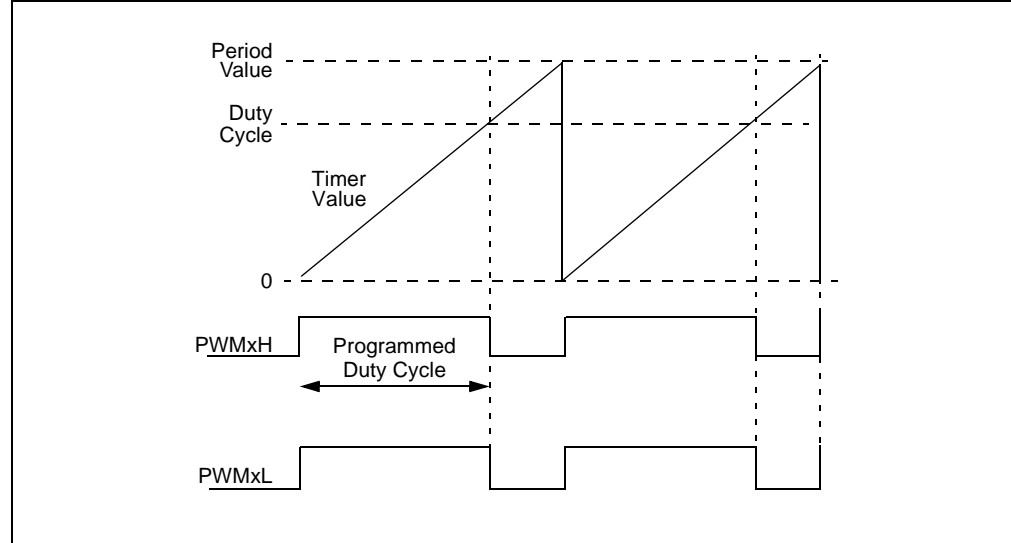 Period
Value
Duty
Cycle
Timer
Value
0
PWMxH
Programmed
Duty Cycle
PWMxL